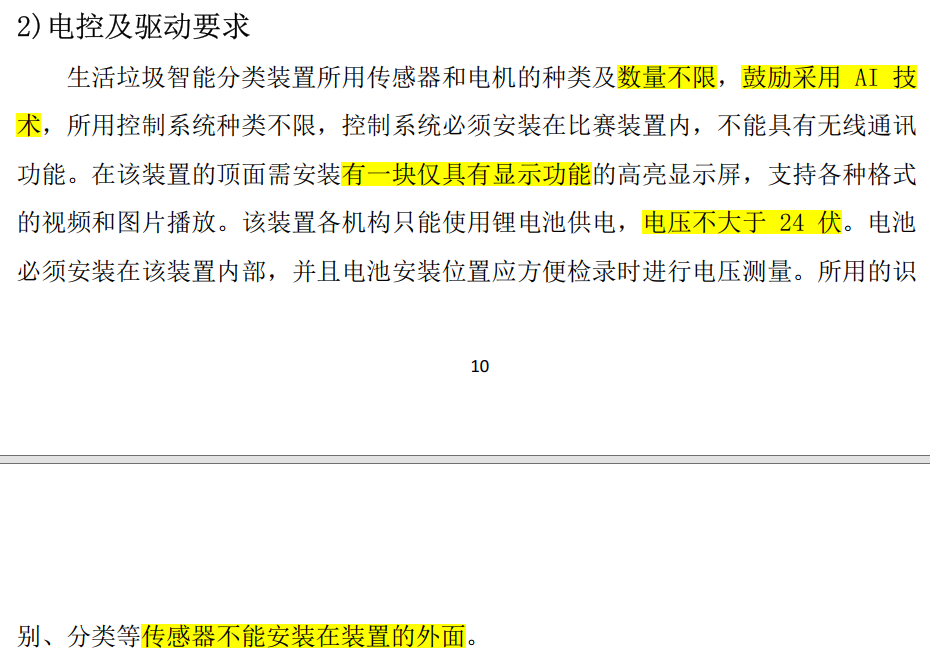 2)电控及驱动要求
生活垃圾智能分类装置所用传感器和电机的种类及数量不限，鼓励采用 AI 技
术，所用控制系统种类不限，控制系统必须安装在比赛装置内，不能具有无线通讯
功能。在该装置的顶面需安装有一块仅具有显示功能的高亮显示屏，支持各种格式
的视频和图片播放。该装置各机构只能使用锂电池供电，电压不大于 24 伏。电池
必须安装在该装置内部，并且电池安装位置应方便检录时进行电压测量。所用的识
10
别、分类等传感器不能安装在装置的外面。